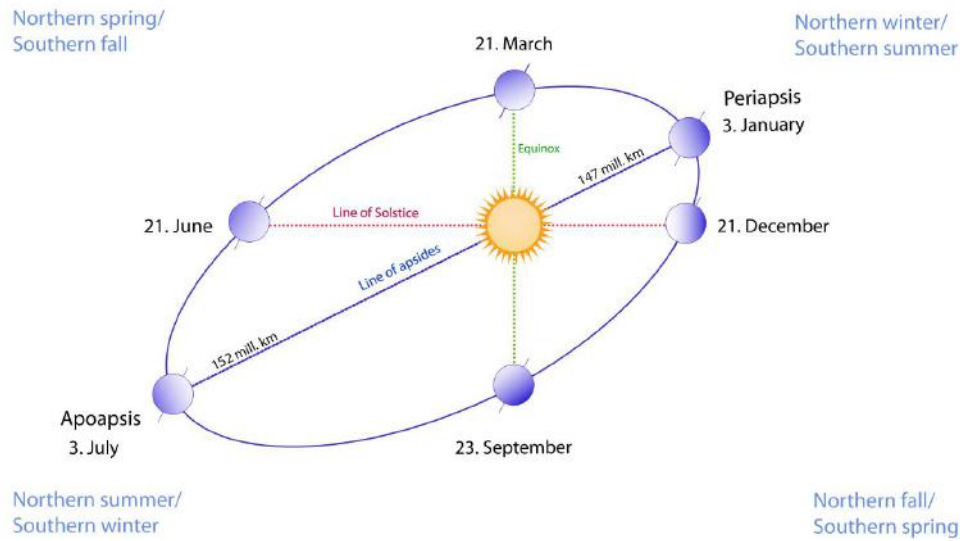 Northern spring/
Southern fall
21. March
Northern winter/
Southern summer
Periapsis
3. January
Equinox
147 mill. km
21. June
Line of Solstice
21. December
Line of apsides
152 mill. km
Apoapsis
3. July
23. September
Northern summer/
Southern winter
Northern fall/
Southern spring